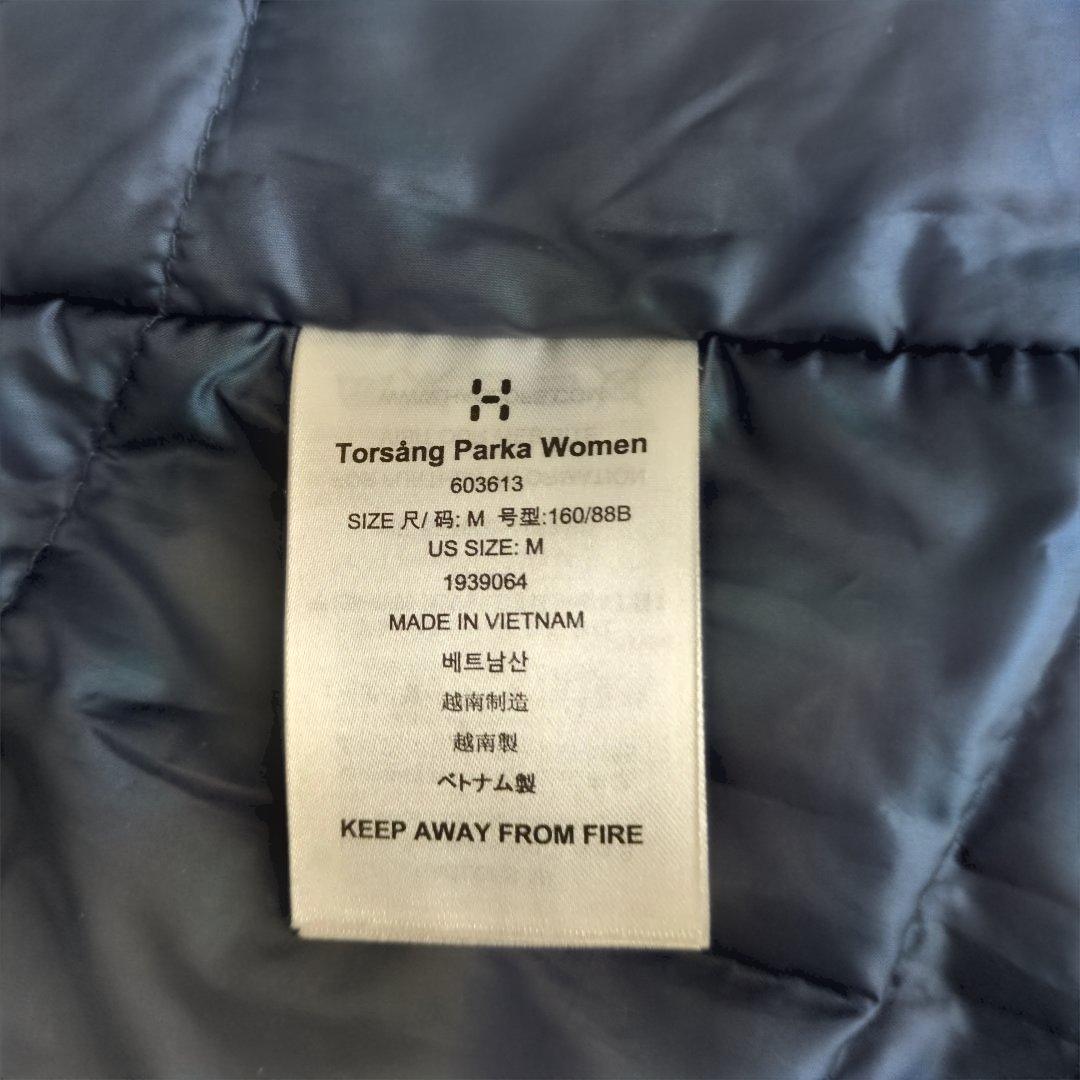 Torsång Parka Women
603613
SIZE 尺/ 码: M 号型:160/88B
US SIZE: M
1939064
MADE IN VIETNAM
베트남산
越南制造
越南製
ベトナム製
KEEP AWAY FROM FIRE